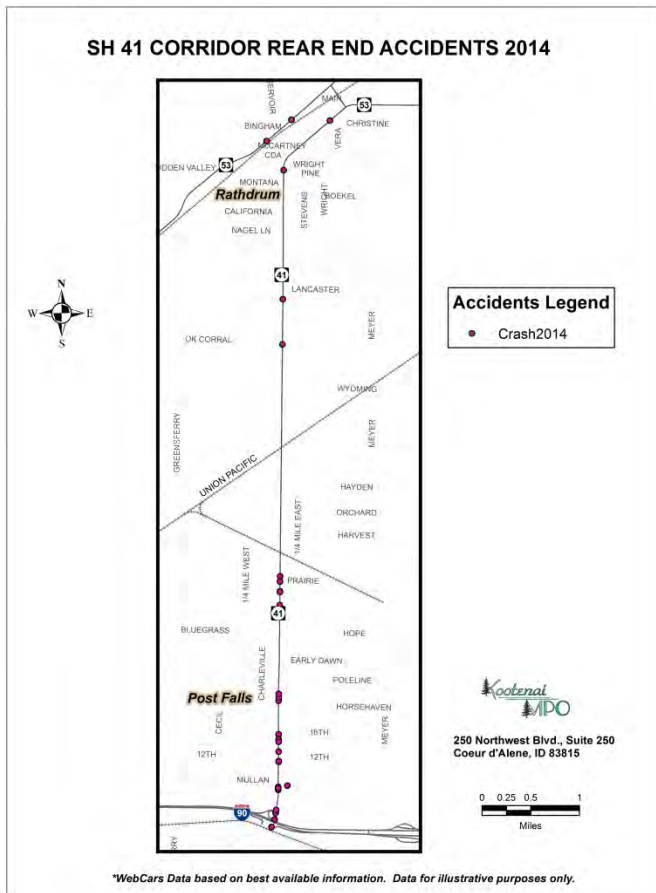 SH 41 CORRIDOR REAR END ACCIDENTS 2014
ERVOIR
MAIN
53
BINGHAM
CHRISTINE
VERA
MCCARTNEY
CDA
53
IDDEN VALLEY
WRIGHT
PINE
MONTANA
Rathdrum
STEVENS
WRIGHT
BOEKEL
CALIFORNIA
NAGEL LN
41
LANCASTER
N
W
E
S
Accidents Legend
Crash2014
OK CORRAL
MEYER
WYOMING
GREENSFERRY
MEYER
UNION PACIFIC
HAYDEN
ORCHARD
1/4 MILE EAST
HARVEST
1/4 MILE WEST
PRAIRIE
41
BLUEGRASS
HOPE
CHARLEVILLE
EARLY DAWN
POLELINE
Post Falls
HORSEHAVEN
CECIL
MEYER
16TH
12TH
12TH
MULLAN
90
RRY
Kootenai
MPO
250 Northwest Blvd., Suite 250
Coeur d'Alene, ID 83815
0 0.25 0.5 1
Miles
*WebCars Data based on best available information. Data for illustrative purposes only.